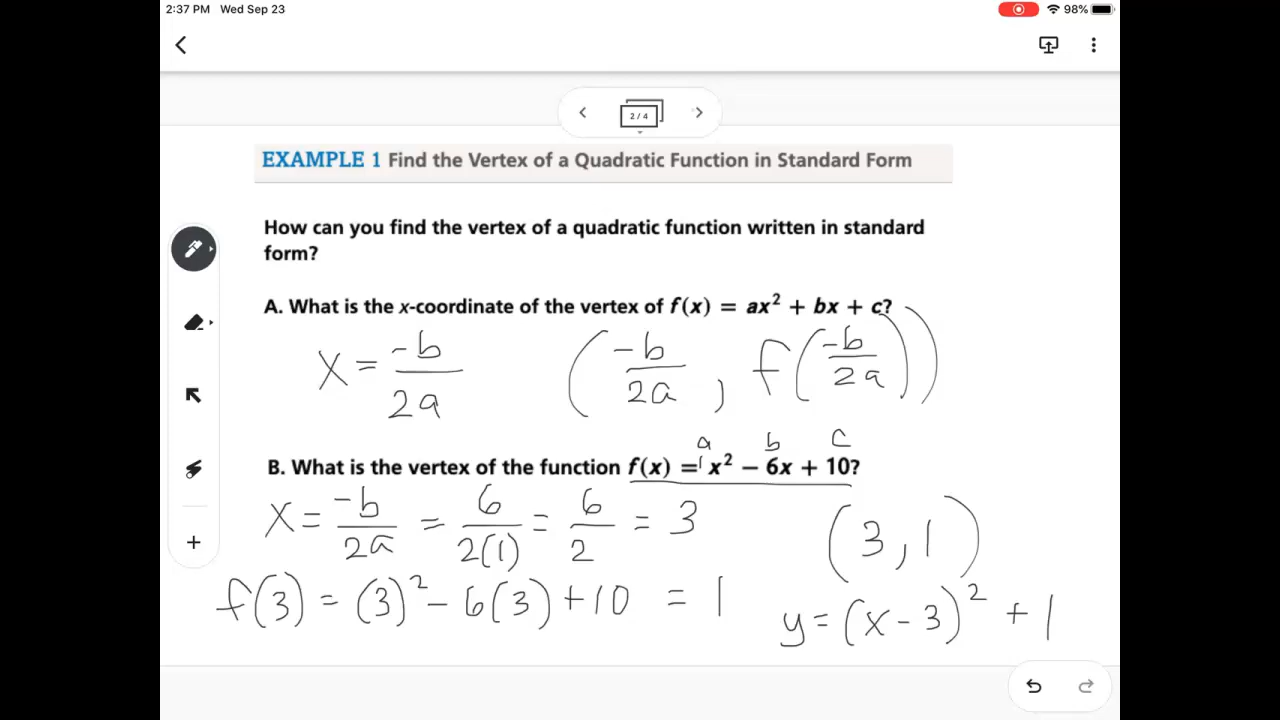 2:37 PM Wed Sep 23 98%
2 / 4
EXAMPLE 1 Find the Vertex of a Quadratic Function in Standard Form
How can you find the vertex of a quadratic function written in standard
form?
A. What is the x-coordinate of the vertex of f(x) = ax² + bx + c?
x = -b/2a (-b/2a, f(-b/2a))
a b c
B. What is the vertex of the function f(x) = 1x² − 6x + 10?
x = -b/2a = 6/2(1) = 6/2 = 3 (3, 1)
f(3) = (3)² - 6(3) + 10 = 1
y = (x - 3)² + 1